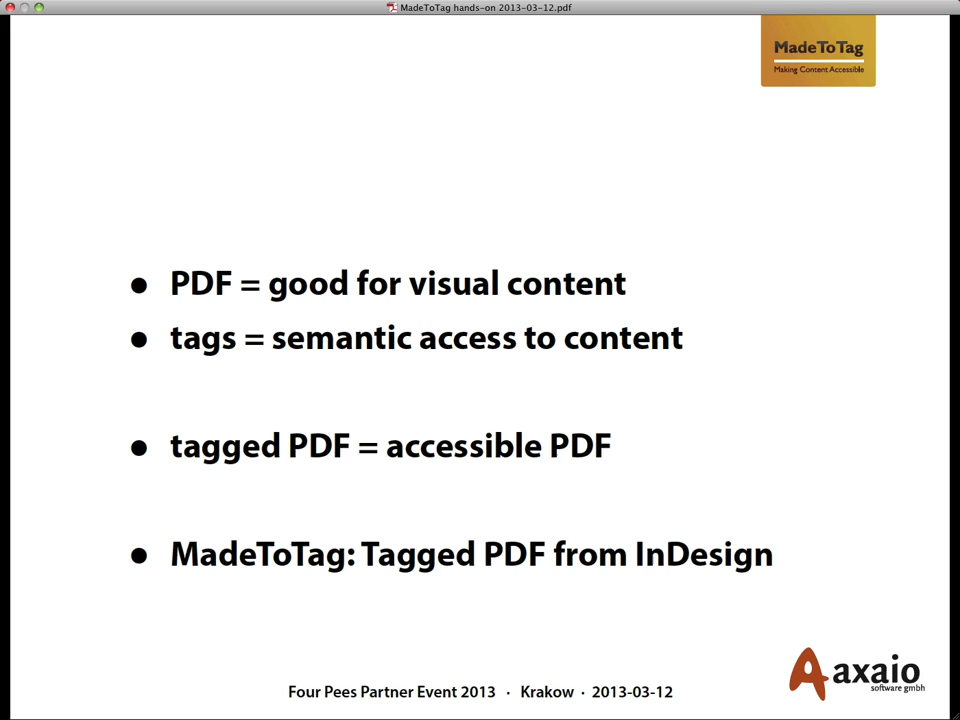 MadeToTag hands-on 2013-03-12.pdf
MadeToTag
Making Content Accessible
• PDF = good for visual content
• tags = semantic access to content
• tagged PDF = accessible PDF
• MadeToTag: Tagged PDF from InDesign
axaio
software gmbh
Four Pees Partner Event 2013 · Krakow · 2013-03-12